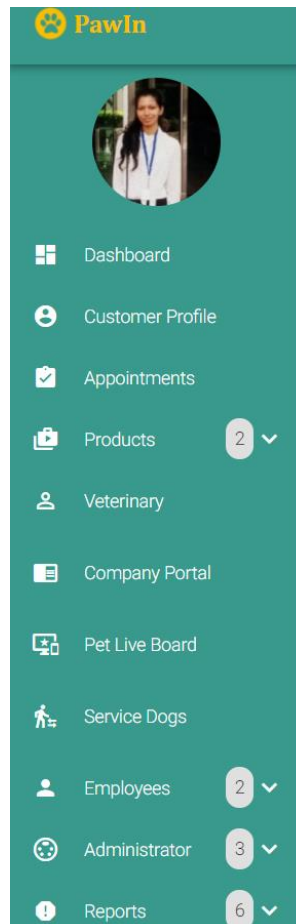 PawIn
Dashboard
Customer Profile
Appointments
Products 2
Veterinary
Company Portal
Pet Live Board
Service Dogs
Employees 2
Administrator 3
Reports 6